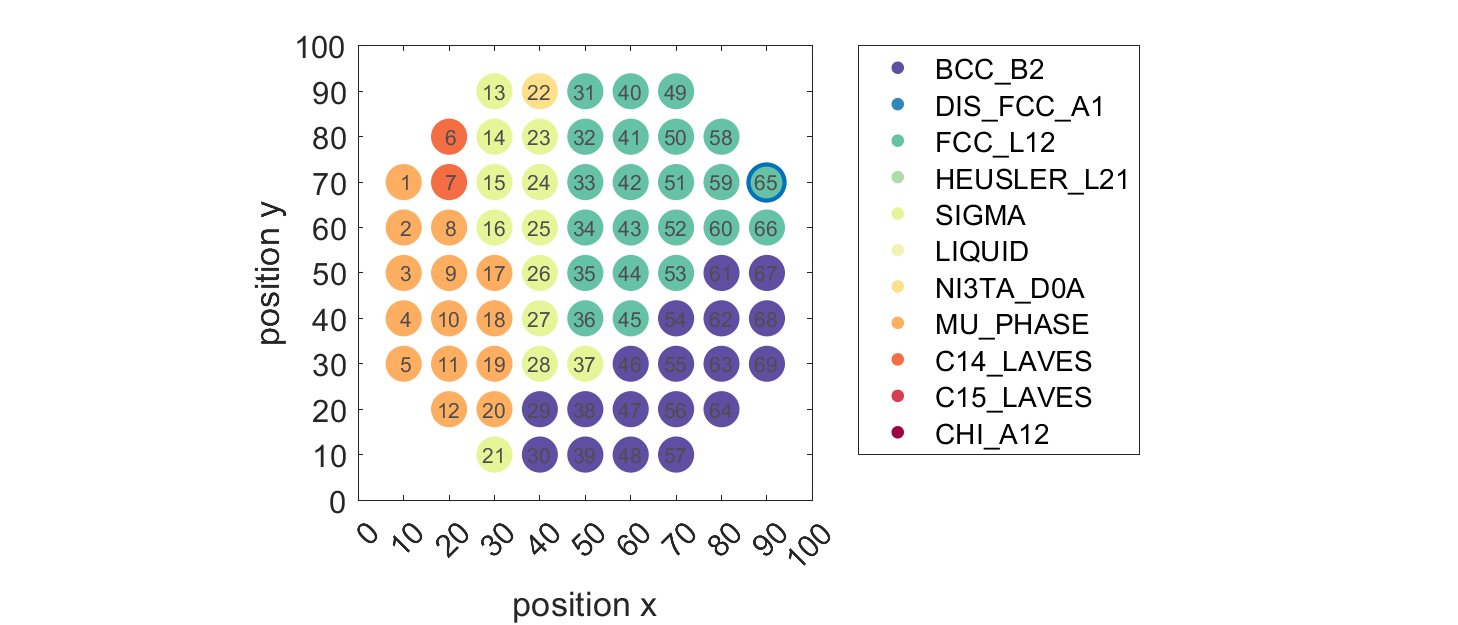 100
90 13 22 31 40 49
80 6 14 23 32 41 50 58
70 1 7 15 24 33 42 51 59 65
60 2 8 16 25 34 43 52 60 66
50 3 9 17 26 35 44 53 61 67
40 4 10 18 27 36 45 54 62 68
30 5 11 19 28 37 46 55 63 69
20 12 20 29 38 47 56 64
10 21 30 39 48 57
0
0 10 20 30 40 50 60 70 80 90 100
position x
position y
BCC_B2
DIS_FCC_A1
FCC_L12
HEUSLER_L21
SIGMA
LIQUID
NI3TA_D0A
MU_PHASE
C14_LAVES
C15_LAVES
CHI_A12